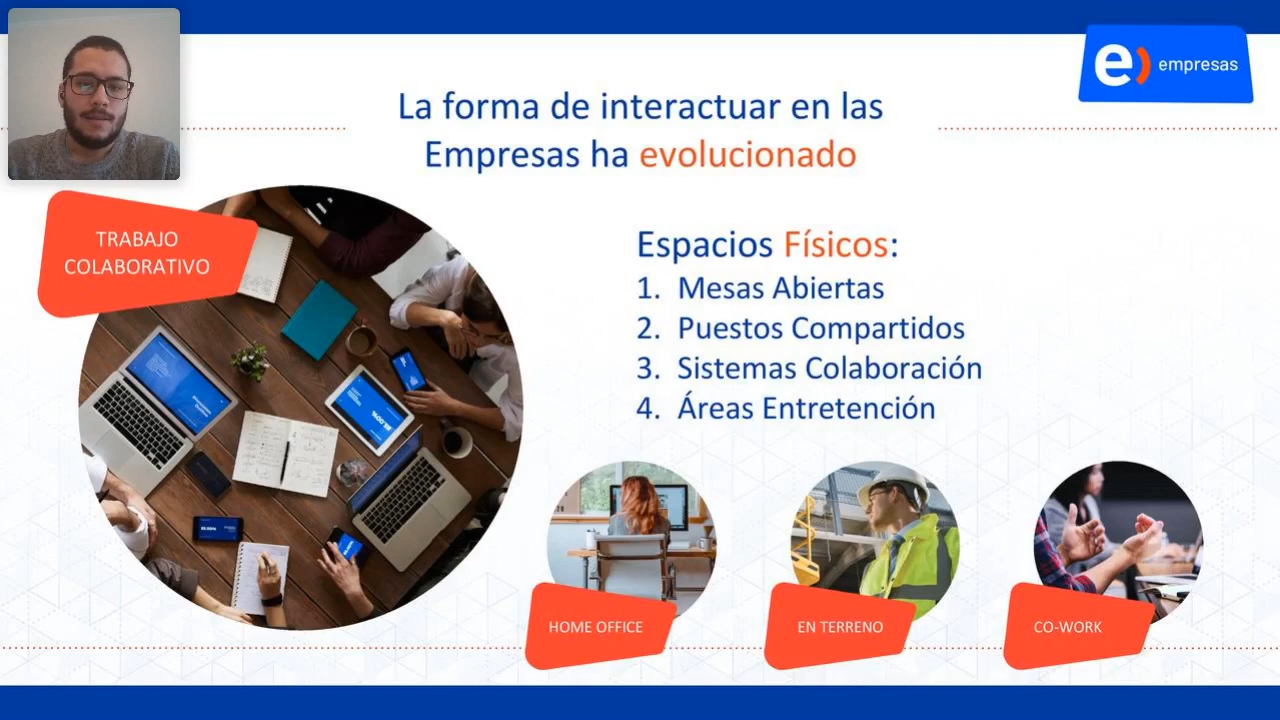 e) empresas
La forma de interactuar en las
Empresas ha evolucionado
TRABAJO
COLABORATIVO
Espacios Físicos:
1. Mesas Abiertas
2. Puestos Compartidos
3. Sistemas Colaboración
4. Áreas Entretención
HOME OFFICE
EN TERRENO
CO-WORK